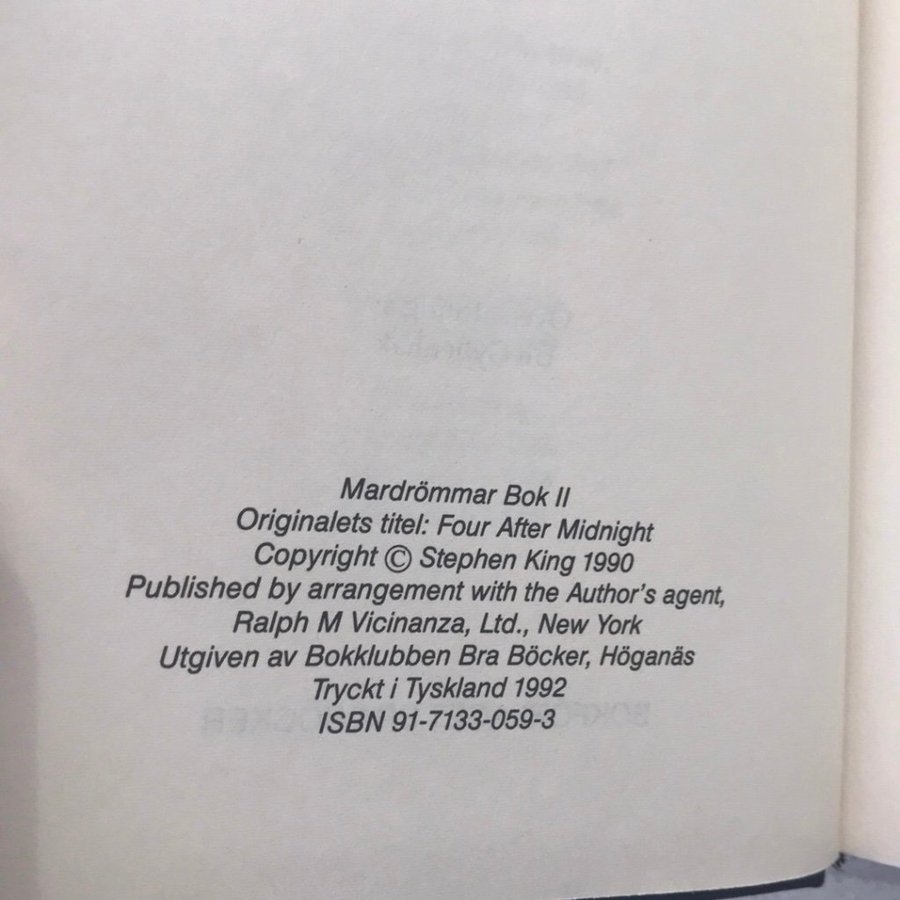 Mardrömmar Bok II
Originalets titel: Four After Midnight
Copyright © Stephen King 1990
Published by arrangement with the Author's agent,
Ralph M Vicinanza, Ltd., New York
Utgiven av Bokklubben Bra Böcker, Höganäs
Tryckt i Tyskland 1992
ISBN 91-7133-059-3